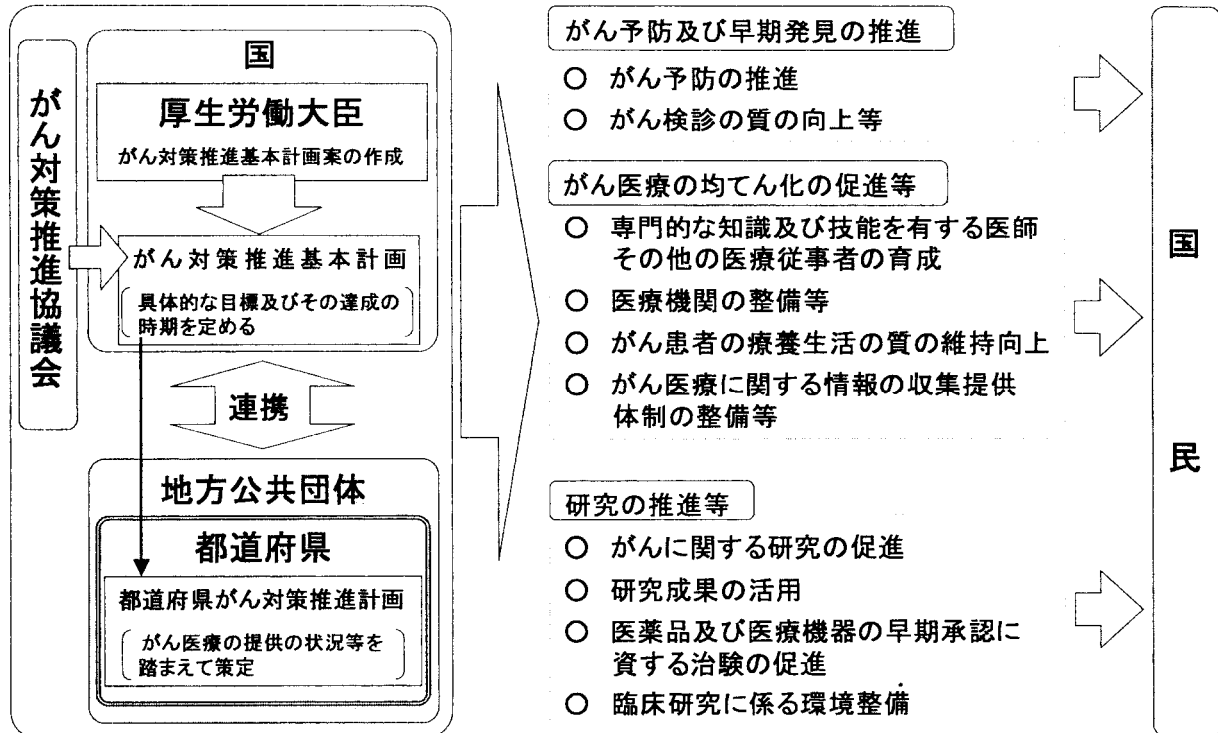 がん対策推進協議会
国
厚生労働大臣
がん対策推進基本計画案の作成
がん対策推進基本計画
具体的な目標及びその達成の
時期を定める
連携
地方公共団体
都道府県
都道府県がん対策推進計画
がん医療の提供の状況等を
踏まえて策定
がん予防及び早期発見の推進
○ がん予防の推進
○ がん検診の質の向上等
がん医療の均てん化の促進等
○ 専門的な知識及び技能を有する医師
その他の医療従事者の育成
○ 医療機関の整備等
○ がん患者の療養生活の質の維持向上
○ がん医療に関する情報の収集提供
体制の整備等
研究の推進等
○ がんに関する研究の促進
○ 研究成果の活用
○ 医薬品及び医療機器の早期承認に
資する治験の促進
○ 臨床研究に係る環境整備
国民